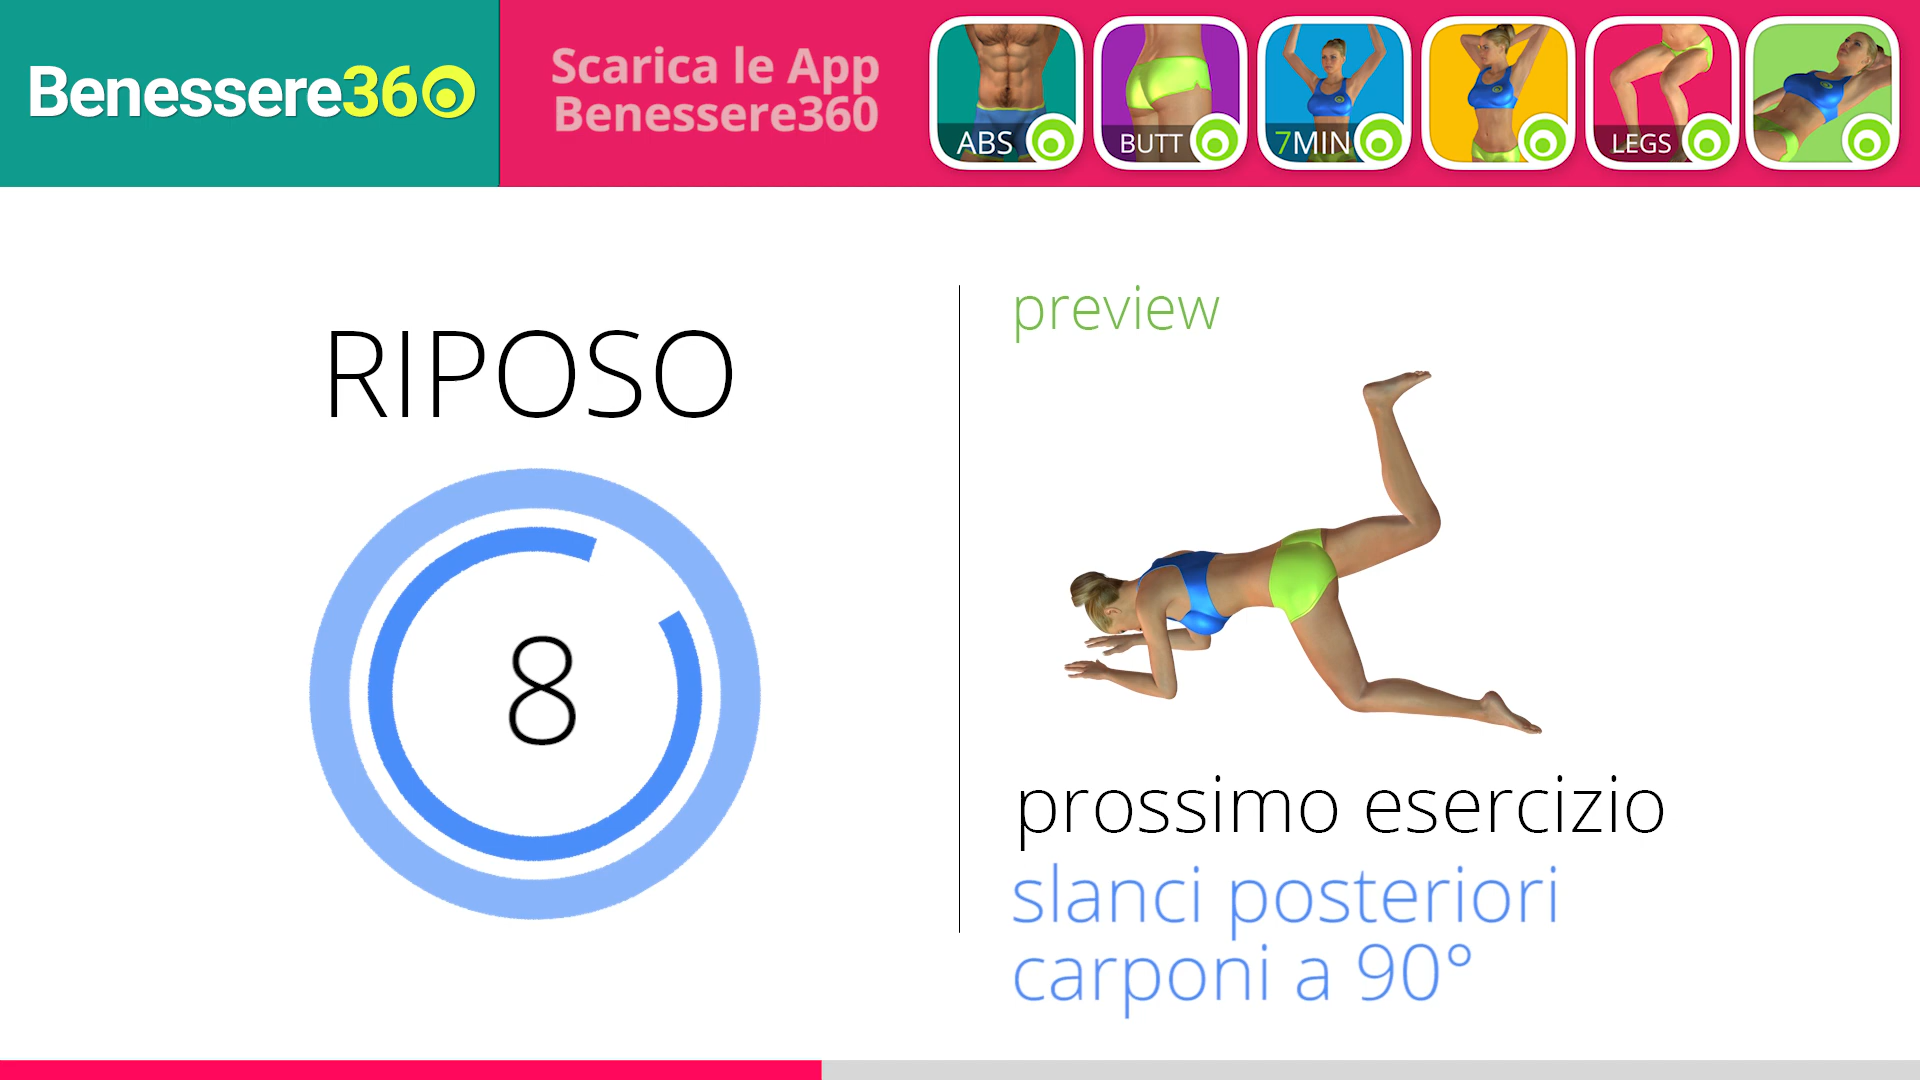 Benessere360
Scarica le App
Benessere360
ABS
BUTT
7MIN
LEGS
RIPOSO
8
preview
prossimo esercizio
slanci posteriori
carponi a 90°